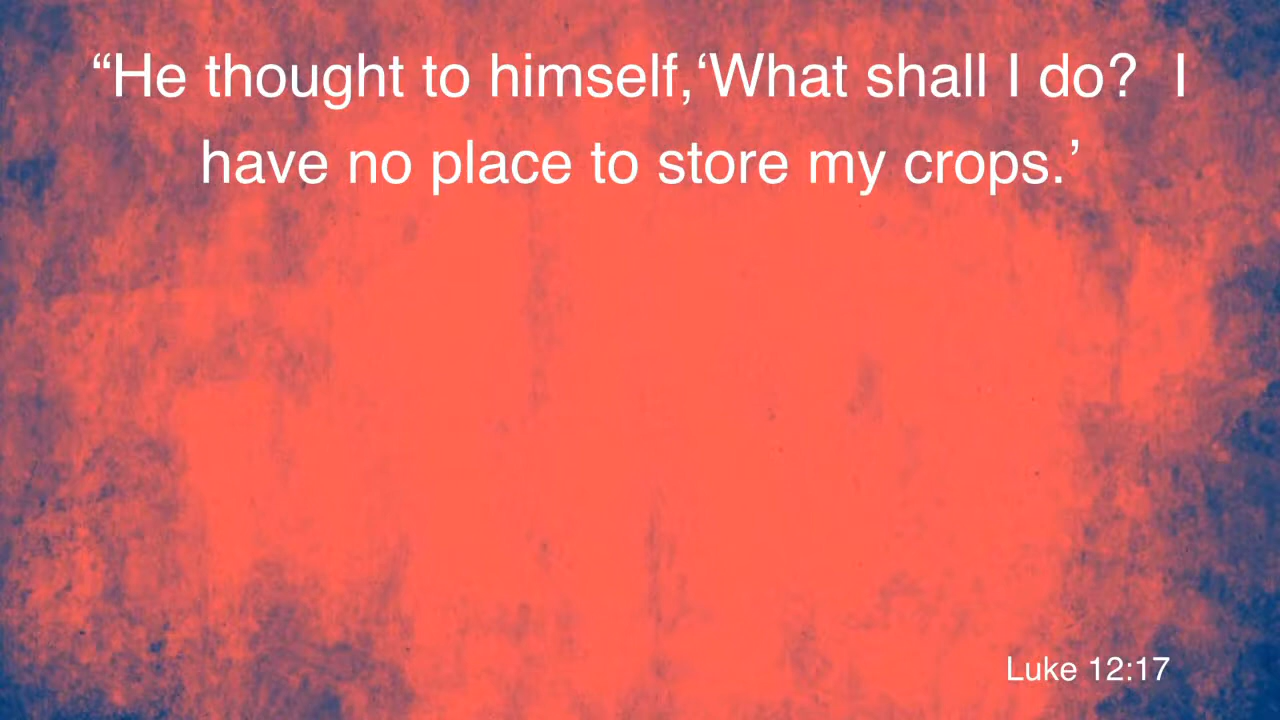 “He thought to himself,‘What shall I do?  I
have no place to store my crops.’
Luke 12:17